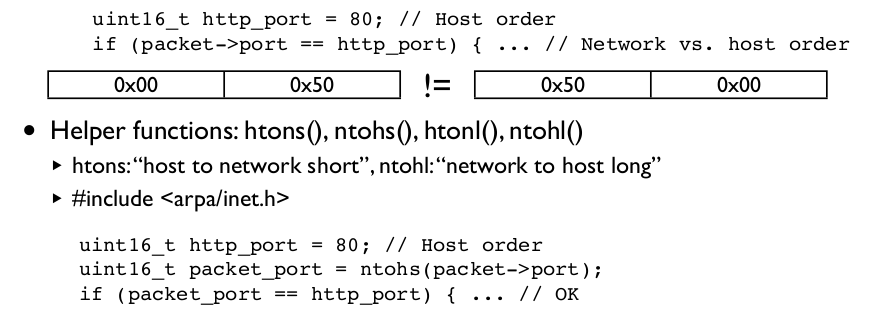 uint16_t http_port = 80; // Host order
if (packet->port == http_port) { ... // Network vs. host order
0x00 0x50 != 0x50 0x00
• Helper functions: htons(), ntohs(), htonl(), ntohl()
‣ htons: “host to network short”, ntohl: “network to host long”
‣ #include <arpa/inet.h>
uint16_t http_port = 80; // Host order
uint16_t packet_port = ntohs(packet->port);
if (packet_port == http_port) { ... // OK